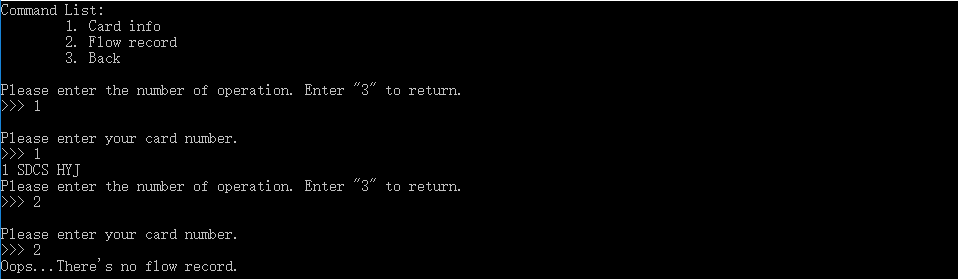 Command List:
1. Card info
2. Flow record
3. Back
Please enter the number of operation. Enter "3" to return.
>>> 1
Please enter your card number.
>>> 1
1 SDCS HYJ
Please enter the number of operation. Enter "3" to return.
>>> 2
Please enter your card number.
>>> 2
Oops...There's no flow record.